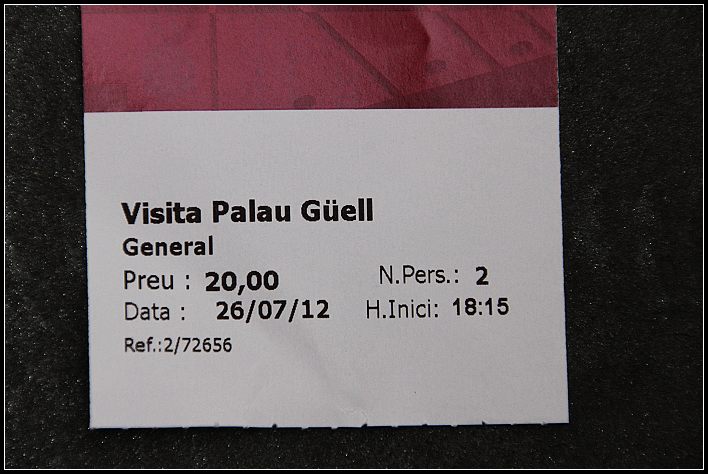 Visita Palau Güell
General
Preu : 20,00 N.Pers.: 2
Data : 26/07/12 H.Inici: 18:15
Ref.:2/72656